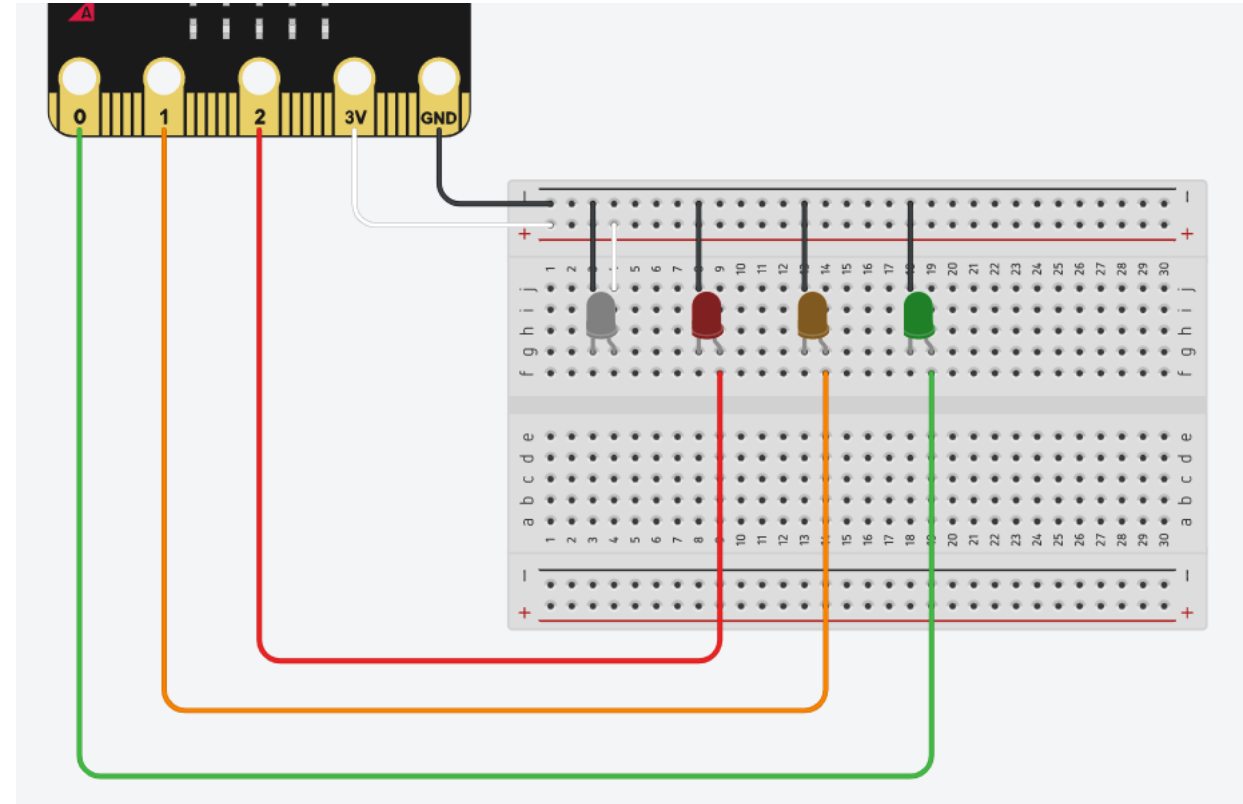 A
0 1 2 3V GND
− −
+ +
1 2 3 4 5 6 7 8 9 10 11 12 13 14 15 16 17 18 19 20 21 22 23 24 25 26 27 28 29 30
j j
i i
h h
g g
f f
e e
d d
c c
b b
a a
1 2 3 4 5 6 7 8 9 10 11 12 13 14 15 16 17 18 19 20 21 22 23 24 25 26 27 28 29 30
− −
+ +